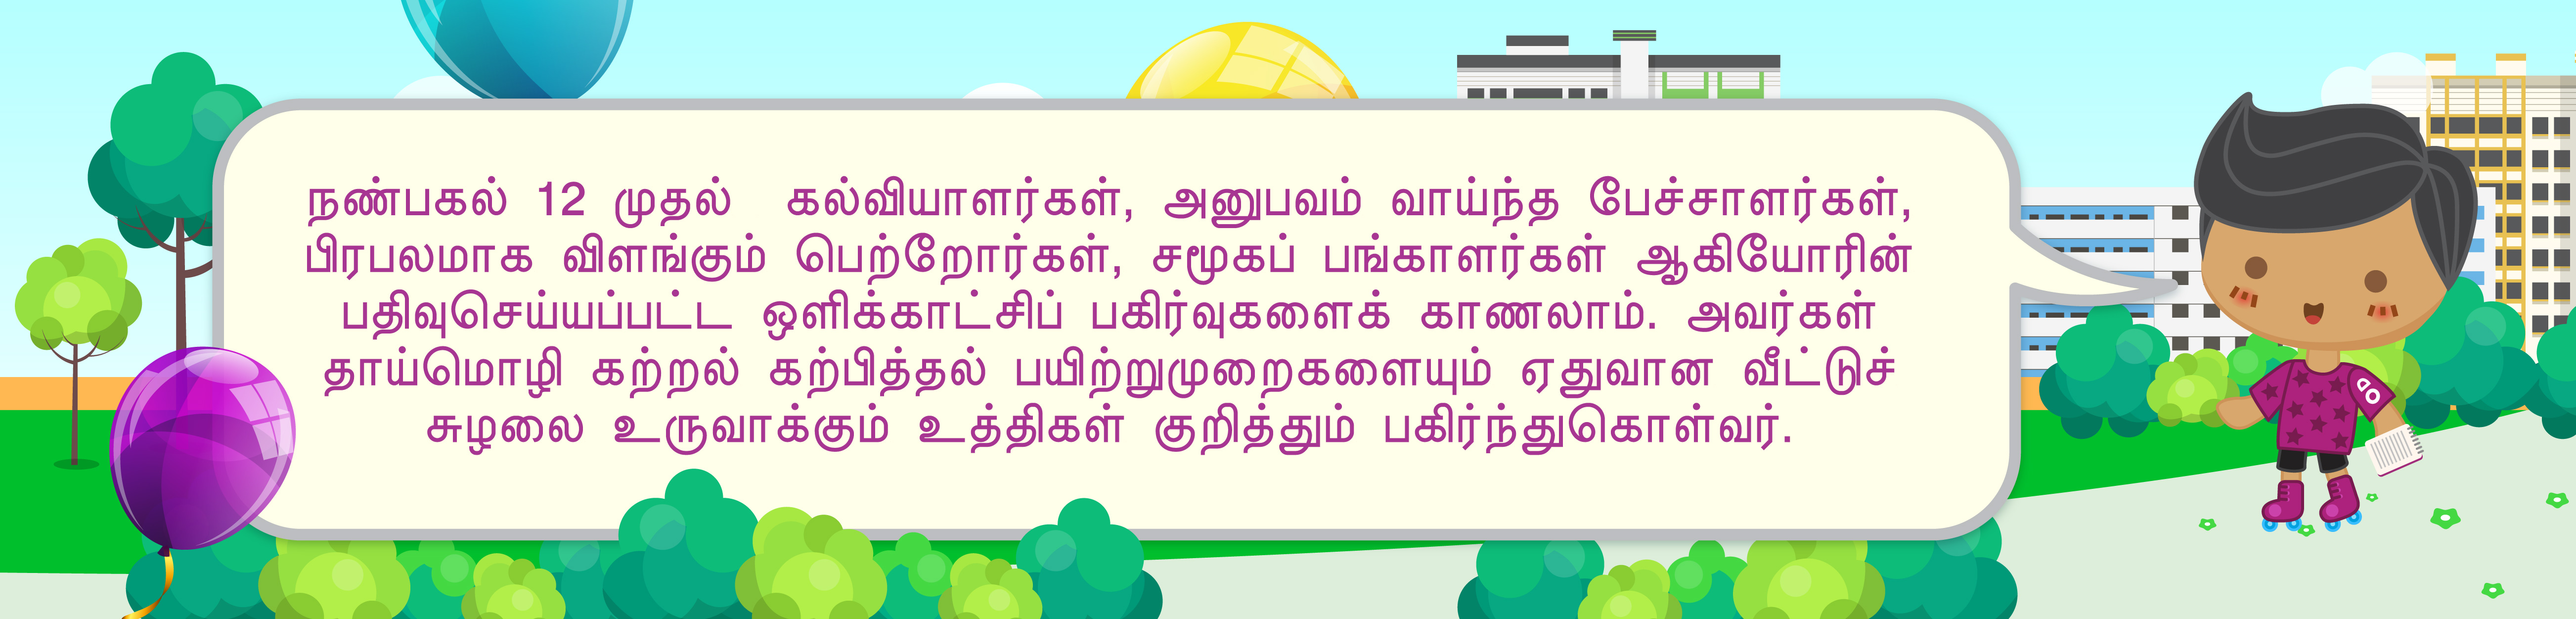 நண்பகல் 12 முதல் கல்வியாளர்கள், அனுபவம் வாய்ந்த பேச்சாளர்கள்,
பிரபலமாக விளங்கும் பெற்றோர்கள், சமூகப் பங்காளர்கள் ஆகியோரின்
பதிவுசெய்யப்பட்ட ஒளிக்காட்சிப் பகிர்வுகளைக் காணலாம். அவர்கள்
தாய்மொழி கற்றல் கற்பித்தல் பயிற்றுமுறைகளையும் ஏதுவான வீட்டுச்
சுழலை உருவாக்கும் உத்திகள் குறித்தும் பகிர்ந்துகொள்வர்.